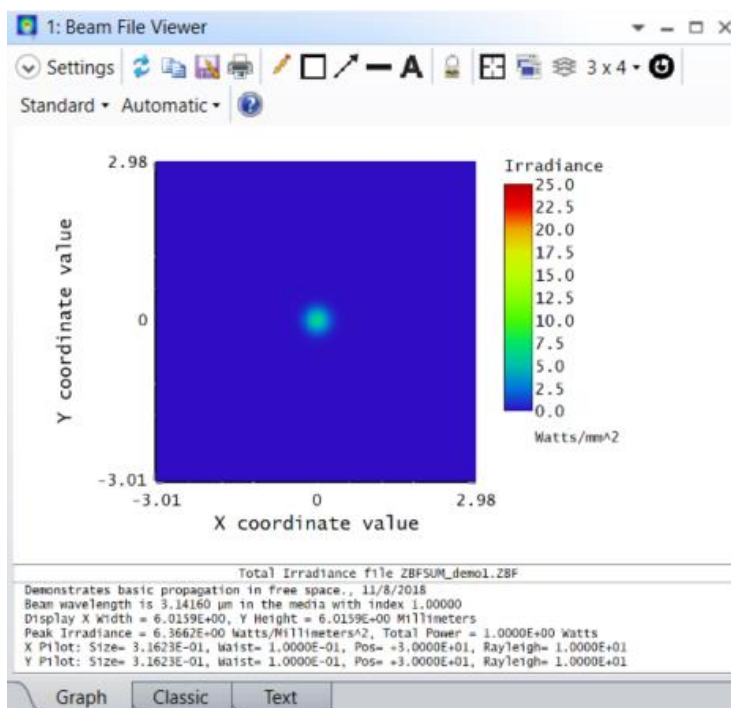 1: Beam File Viewer
Settings 3 x 4
Standard Automatic
2.98
0
-3.01
Y coordinate value
-3.01 0 2.98
X coordinate value
Irradiance
25.0
22.5
20.0
17.5
15.0
12.5
10.0
7.5
5.0
2.5
0.0
Watts/mm^2
Total Irradiance file ZBFSUM_demo1.ZBF
Demonstrates basic propagation in free space., 11/8/2018
Beam wavelength is 3.14160 µm in the media with index 1.00000
Display X Width = 6.0159E+00, Y Height = 6.0159E+00 Millimeters
Peak Irradiance = 6.3662E+00 Watts/Millimeters^2, Total Power = 1.0000E+00 Watts
X Pilot: Size= 3.1623E-01, Waist= 1.0000E-01, Pos= +3.0000E+01, Rayleigh= 1.0000E+01
Y Pilot: Size= 3.1623E-01, Waist= 1.0000E-01, Pos= +3.0000E+01, Rayleigh= 1.0000E+01
Graph Classic Text